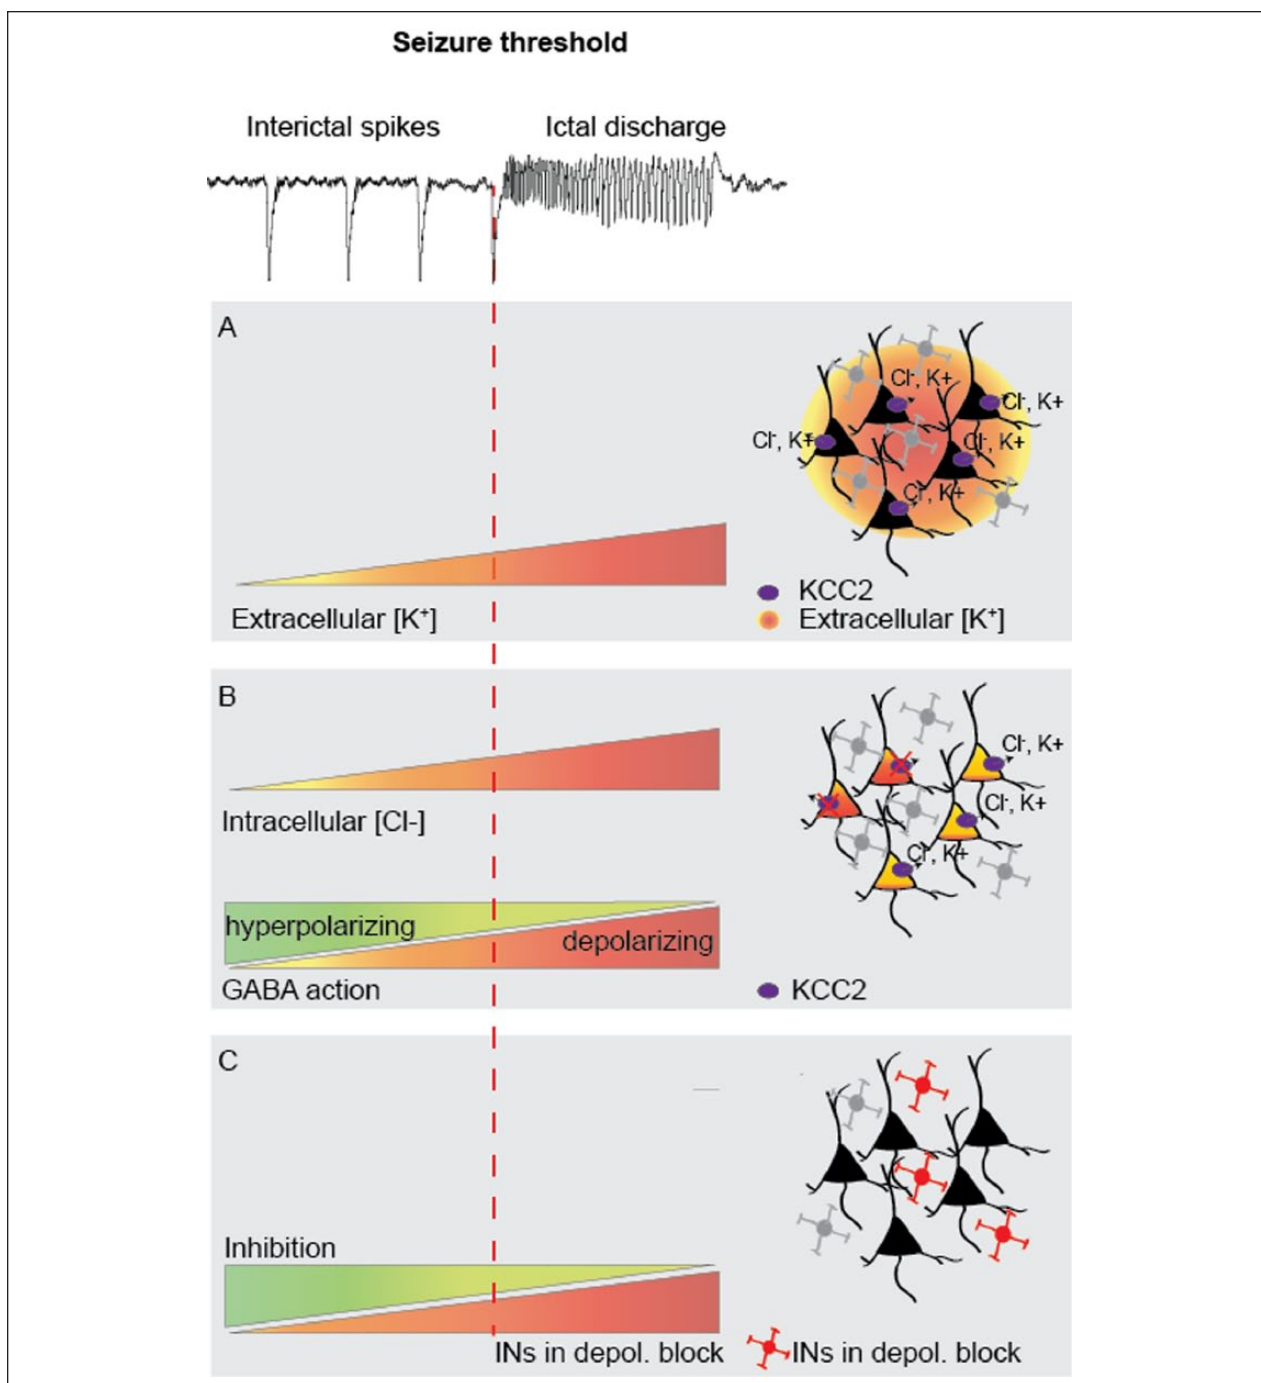 Seizure threshold
Interictal spikes
Ictal discharge
A
Cl-, K+
Cl-, K+
Cl-, K+
Cl-, K+
Cl-, K+
KCC2
Extracellular [K+]
Extracellular [K+]
B
Cl-, K+
Cl-, K+
Cl-, K+
Intracellular [Cl-]
hyperpolarizing
depolarizing
GABA action
KCC2
C
Inhibition
INs in depol. block
INs in depol. block